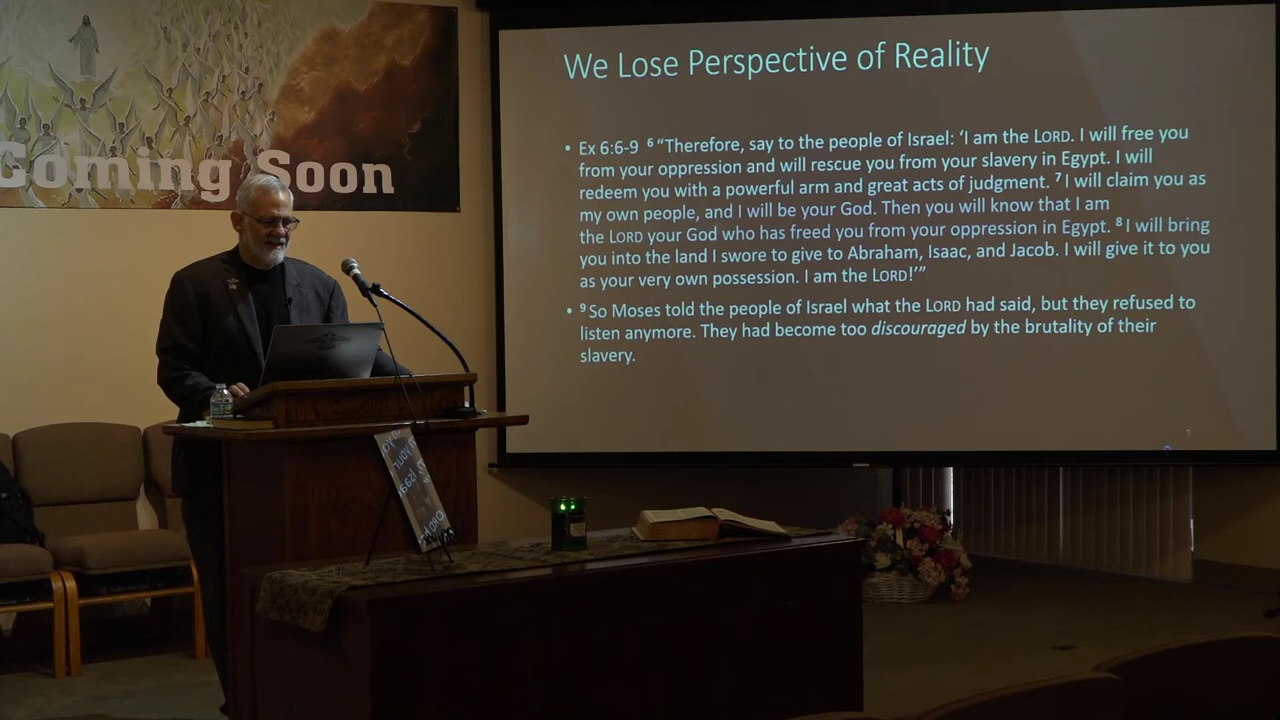 Coming Soon
We Lose Perspective of Reality
• Ex 6:6-9 ⁶ “Therefore, say to the people of Israel: ‘I am the LORD. I will free you
from your oppression and will rescue you from your slavery in Egypt. I will
redeem you with a powerful arm and great acts of judgment. ⁷ I will claim you as
my own people, and I will be your God. Then you will know that I am
the LORD your God who has freed you from your oppression in Egypt. ⁸ I will bring
you into the land I swore to give to Abraham, Isaac, and Jacob. I will give it to you
as your very own possession. I am the LORD!’”
• ⁹ So Moses told the people of Israel what the LORD had said, but they refused to
listen anymore. They had become too discouraged by the brutality of their
slavery.